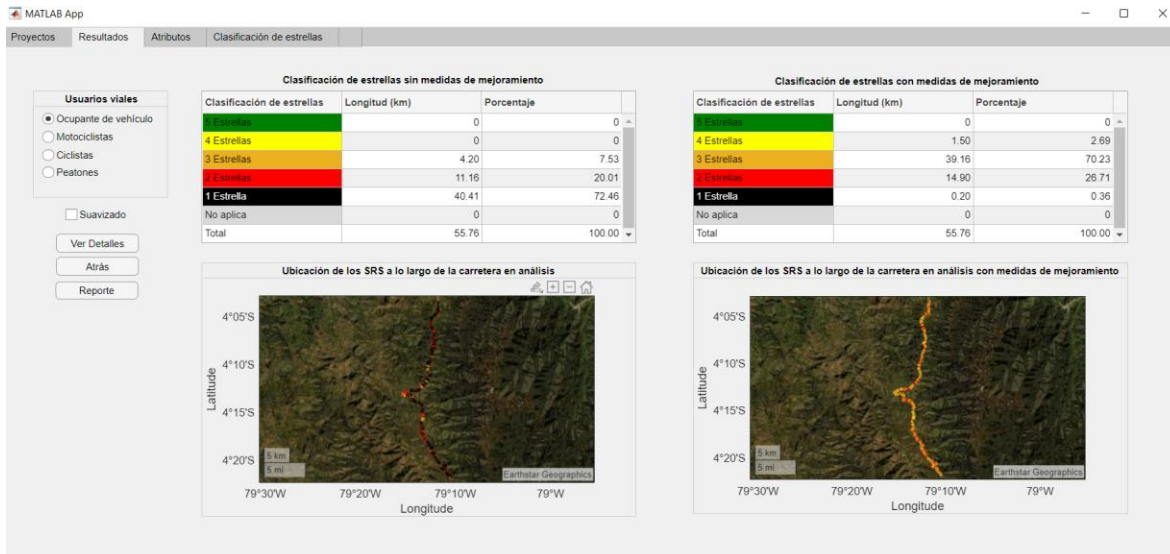 MATLAB App
Proyectos Resultados Atributos Clasificación de estrellas
Usuarios viales
Ocupante de vehículo
Motociclistas
Ciclistas
Peatones
Suavizado
Ver Detalles
Atrás
Reporte
Clasificación de estrellas sin medidas de mejoramiento
Clasificación de estrellas Longitud (km) Porcentaje
5 Estrellas 0 0
4 Estrellas 0 0
3 Estrellas 4.20 7.53
2 Estrellas 11.16 20.01
1 Estrella 40.41 72.46
No aplica 0 0
Total 55.76 100.00
Clasificación de estrellas con medidas de mejoramiento
Clasificación de estrellas Longitud (km) Porcentaje
5 Estrellas 0 0
4 Estrellas 1.50 2.69
3 Estrellas 39.16 70.23
2 Estrellas 14.90 26.71
1 Estrella 0.20 0.36
No aplica 0 0
Total 55.76 100.00
Ubicación de los SRS a lo largo de la carretera en análisis
4°05'S
4°10'S
4°15'S
4°20'S
Latitude
5 km
5 mi
Earthstar Geographics
79°30'W 79°20'W 79°10'W 79°W
Longitude
Ubicación de los SRS a lo largo de la carretera en análisis con medidas de mejoramiento
4°05'S
4°10'S
4°15'S
4°20'S
Latitude
5 km
5 mi
Earthstar Geographics
79°30'W 79°20'W 79°10'W 79°W
Longitude